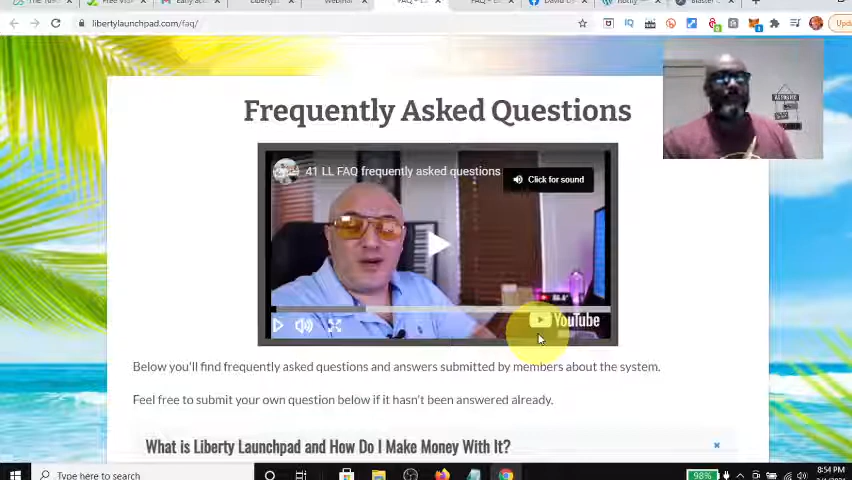 libertylaunchpad.com/faq/
Frequently Asked Questions
41 LL FAQ frequently asked questions
Click for sound
YouTube
Below you'll find frequently asked questions and answers submitted by members about the system.
Feel free to submit your own question below if it hasn't been answered already.
What is Liberty Launchpad and How Do I Make Money With It?
Type here to search
98%
8:54 PM